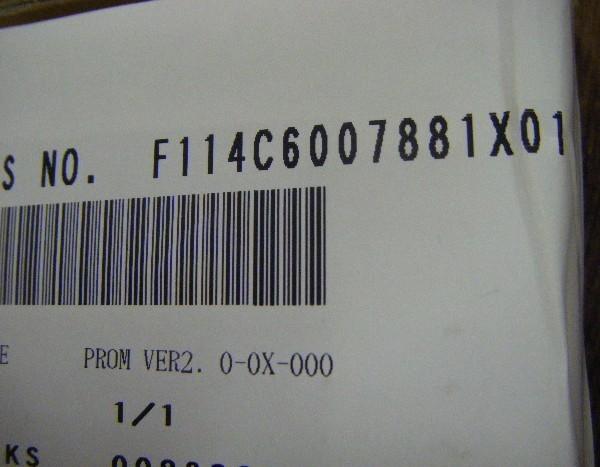 S NO. F114C6007881X01
E PROM VER2. 0-0X-000
1/1
KS